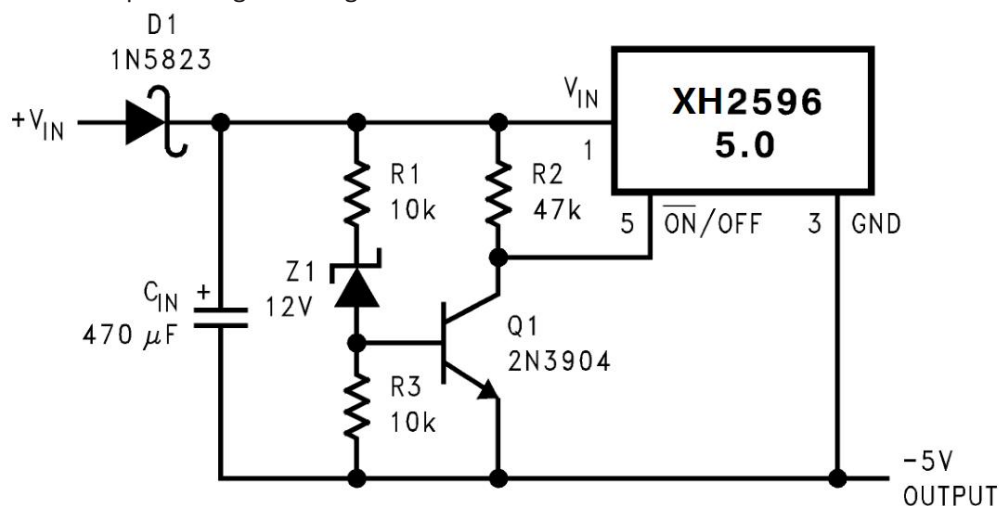 D1
1N5823
+VIN
VIN
1
XH2596
5.0
R1
10k
R2
47k
5
ON/OFF
3
GND
Z1
12V
CIN
+
470 μF
Q1
2N3904
R3
10k
-5V
OUTPUT